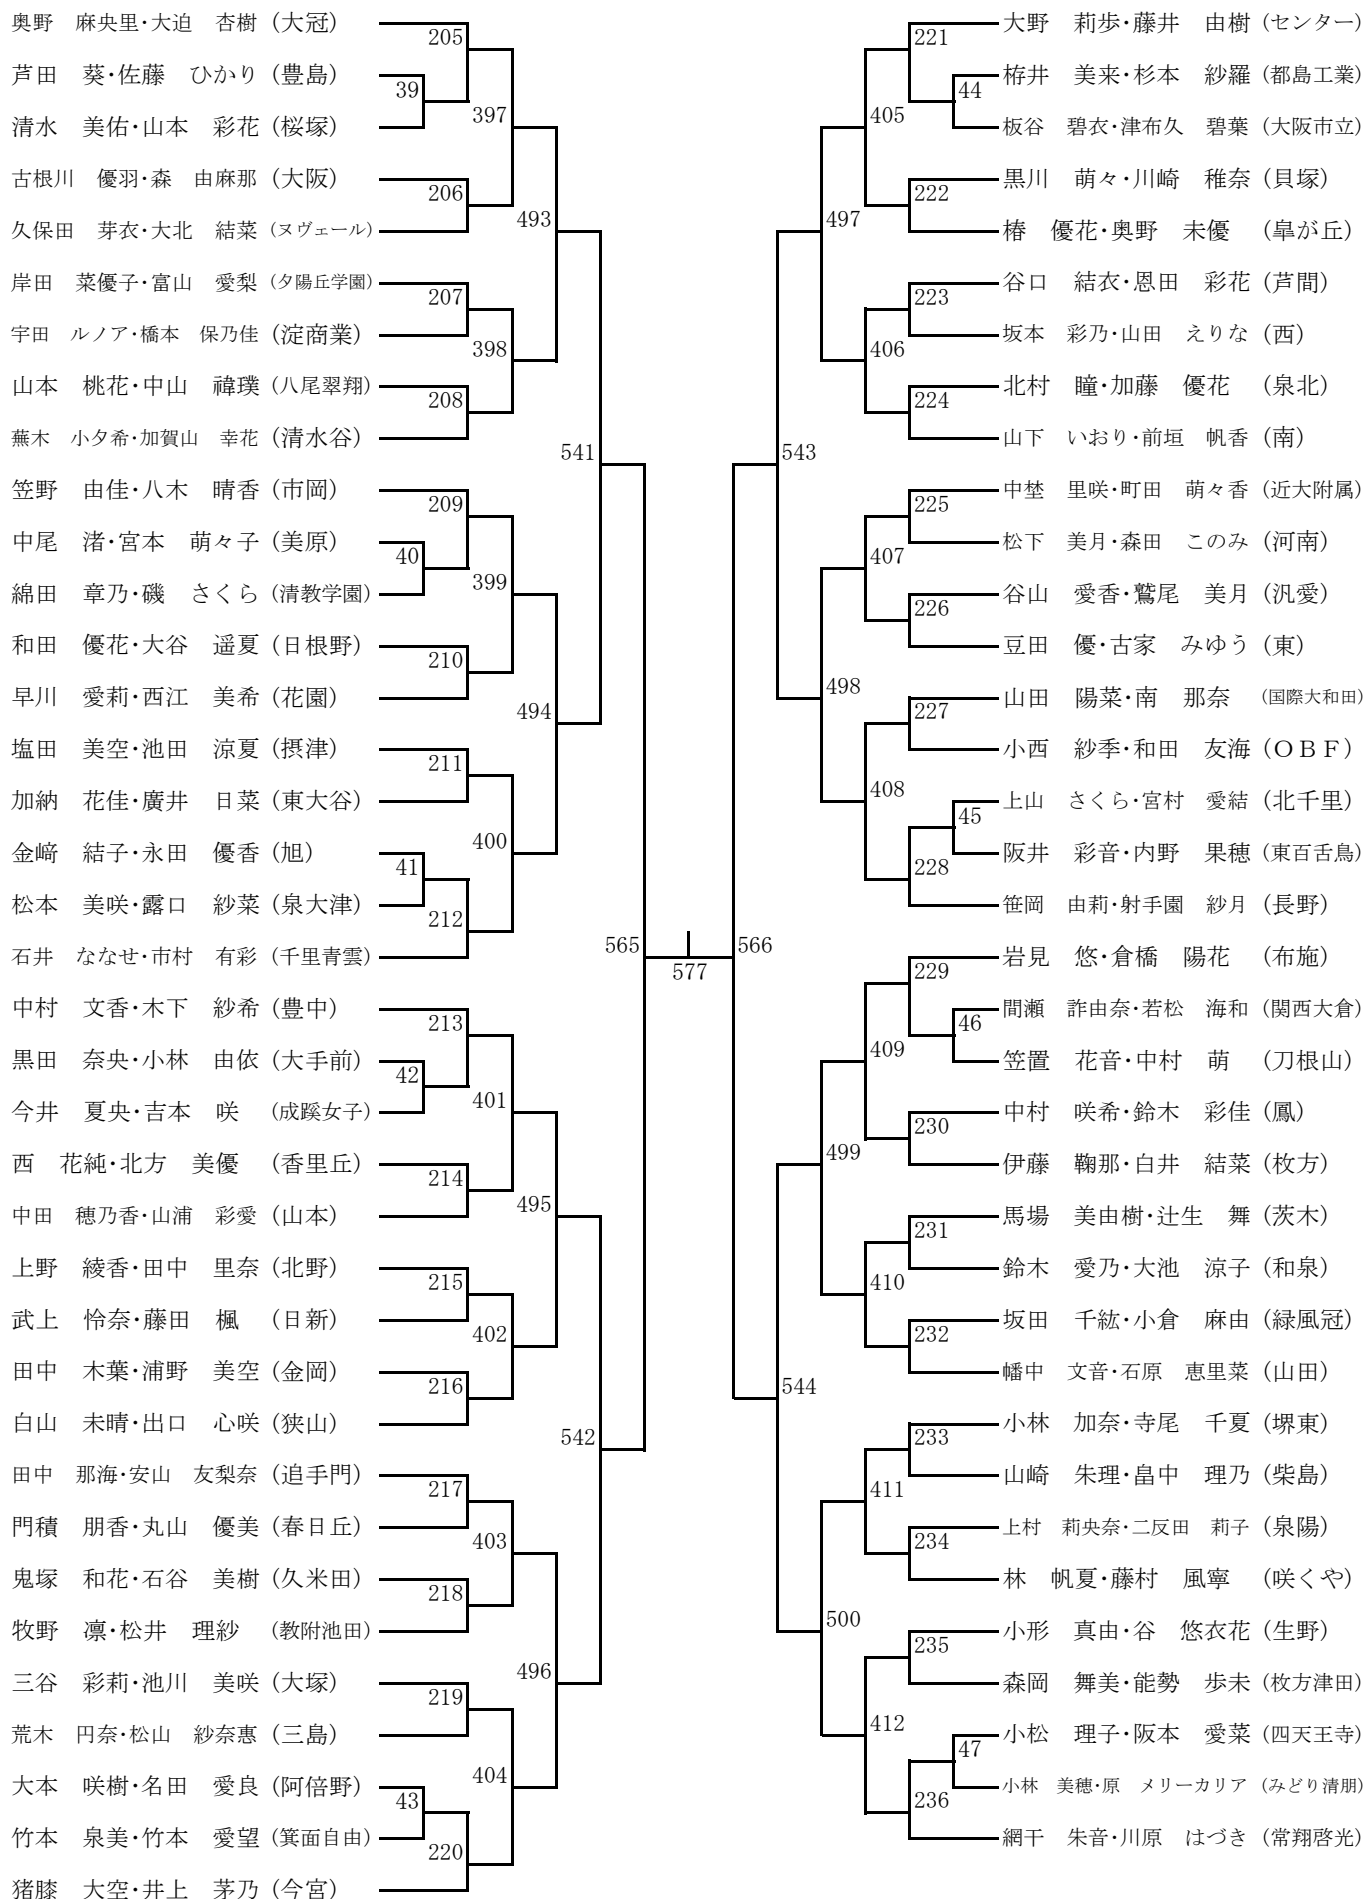 奥野　麻央里・大迫　杏樹（大冠）
205
芦田　葵・佐藤　ひかり（豊島）
39
清水　美佑・山本　彩花（桜塚）
397
古根川　優羽・森　由麻那（大阪）
206
久保田　芽衣・大北　結菜（ヌヴェール）
493
岸田　菜優子・富山　愛梨（夕陽丘学園）
207
宇田　ルノア・橋本　保乃佳（淀商業）
398
山本　桃花・中山　禕璞（八尾翠翔）
208
蕪木　小夕希・加賀山　幸花（清水谷）
541
笠野　由佳・八木　晴香（市岡）
209
中尾　渚・宮本　萌々子（美原）
40
綿田　章乃・磯　さくら（清教学園）
399
和田　優花・大谷　遥夏（日根野）
210
早川　愛莉・西江　美希（花園）
494
塩田　美空・池田　涼夏（摂津）
211
加納　花佳・廣井　日菜（東大谷）
400
金﨑　結子・永田　優香（旭）
41
松本　美咲・露口　紗菜（泉大津）
212
石井　ななせ・市村　有彩（千里青雲）
565
577
中村　文香・木下　紗希（豊中）
213
黒田　奈央・小林　由依（大手前）
42
今井　夏央・吉本　咲　（成蹊女子）
401
西　花純・北方　美優　（香里丘）
214
中田　穂乃香・山浦　彩愛（山本）
495
上野　綾香・田中　里奈（北野）
215
武上　怜奈・藤田　楓　（日新）
402
田中　木葉・浦野　美空（金岡）
216
白山　未晴・出口　心咲（狭山）
542
田中　那海・安山　友梨奈（追手門）
217
門積　朋香・丸山　優美（春日丘）
403
鬼塚　和花・石谷　美樹（久米田）
218
牧野　凛・松井　理紗　（教附池田）
496
三谷　彩莉・池川　美咲（大塚）
219
荒木　円奈・松山　紗奈惠（三島）
404
大本　咲樹・名田　愛良（阿倍野）
43
竹本　泉美・竹本　愛望（箕面自由）
220
猪膝　大空・井上　茅乃（今宮）
大野　莉歩・藤井　由樹（センター）
221
栫井　美来・杉本　紗羅（都島工業）
44
板谷　碧衣・津布久　碧葉（大阪市立）
405
黒川　萌々・川崎　稚奈（貝塚）
222
椿　優花・奥野　未優　（皐が丘）
497
谷口　結衣・恩田　彩花（芦間）
223
坂本　彩乃・山田　えりな（西）
406
北村　瞳・加藤　優花　（泉北）
224
山下　いおり・前垣　帆香（南）
543
中埜　里咲・町田　萌々香（近大附属）
225
松下　美月・森田　このみ（河南）
407
谷山　愛香・鷲尾　美月（汎愛）
226
豆田　優・古家　みゆう（東）
498
山田　陽菜・南　那奈　（国際大和田）
227
小西　紗季・和田　友海（ＯＢＦ）
408
上山　さくら・宮村　愛結（北千里）
45
阪井　彩音・内野　果穂（東百舌鳥）
228
笹岡　由莉・射手園　紗月（長野）
566
岩見　悠・倉橋　陽花　（布施）
229
間瀬　詐由奈・若松　海和（関西大倉）
46
笠置　花音・中村　萌　（刀根山）
409
中村　咲希・鈴木　彩佳（鳳）
230
伊藤　鞠那・白井　結菜（枚方）
499
馬場　美由樹・辻生　舞（茨木）
231
鈴木　愛乃・大池　涼子（和泉）
410
坂田　千紘・小倉　麻由（緑風冠）
232
幡中　文音・石原　恵里菜（山田）
544
小林　加奈・寺尾　千夏（堺東）
233
山崎　朱理・畠中　理乃（柴島）
411
上村　莉央奈・二反田　莉子（泉陽）
234
林　帆夏・藤村　風寧　（咲くや）
500
小形　真由・谷　悠衣花（生野）
235
森岡　舞美・能勢　歩未（枚方津田）
412
小松　理子・阪本　愛菜（四天王寺）
47
小林　美穂・原　メリーカリア（みどり清朋）
236
網干　朱音・川原　はづき（常翔啓光）